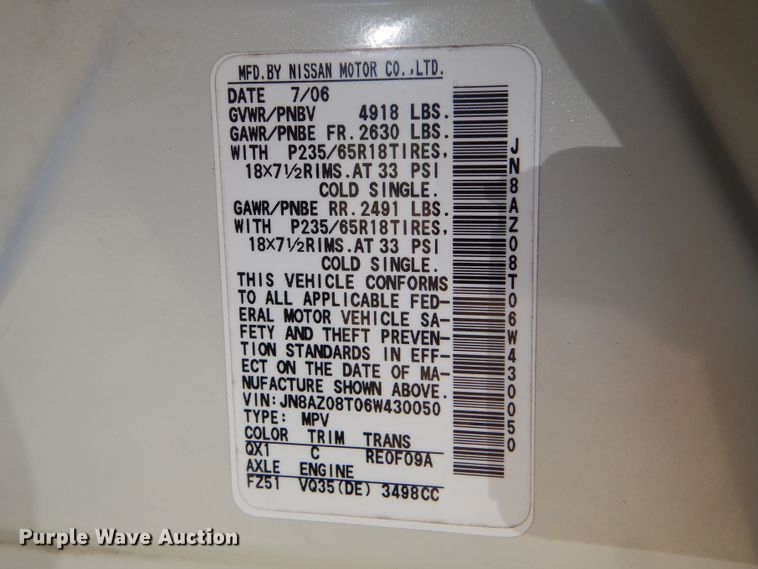 MFD.BY NISSAN MOTOR CO.,LTD.
DATE 7/06
GVWR/PNBV 4918 LBS.
GAWR/PNBE FR.2630 LBS.
WITH P235/65R18TIRES,
18×7½RIMS.AT 33 PSI
COLD SINGLE.
GAWR/PNBE RR.2491 LBS.
WITH P235/65R18TIRES,
18×7½RIMS.AT 33 PSI
COLD SINGLE.
THIS VEHICLE CONFORMS
TO ALL APPLICABLE FED-
ERAL MOTOR VEHICLE SA-
FETY AND THEFT PREVEN-
TION STANDARDS IN EFF-
ECT ON THE DATE OF MA-
NUFACTURE SHOWN ABOVE.
VIN:JN8AZ08T06W430050
TYPE: MPV
COLOR TRIM TRANS
QX1 C RE0F09A
AXLE ENGINE
FZ51 VQ35(DE) 3498CC
JN8AZ08T06W430050
Purple Wave Auction